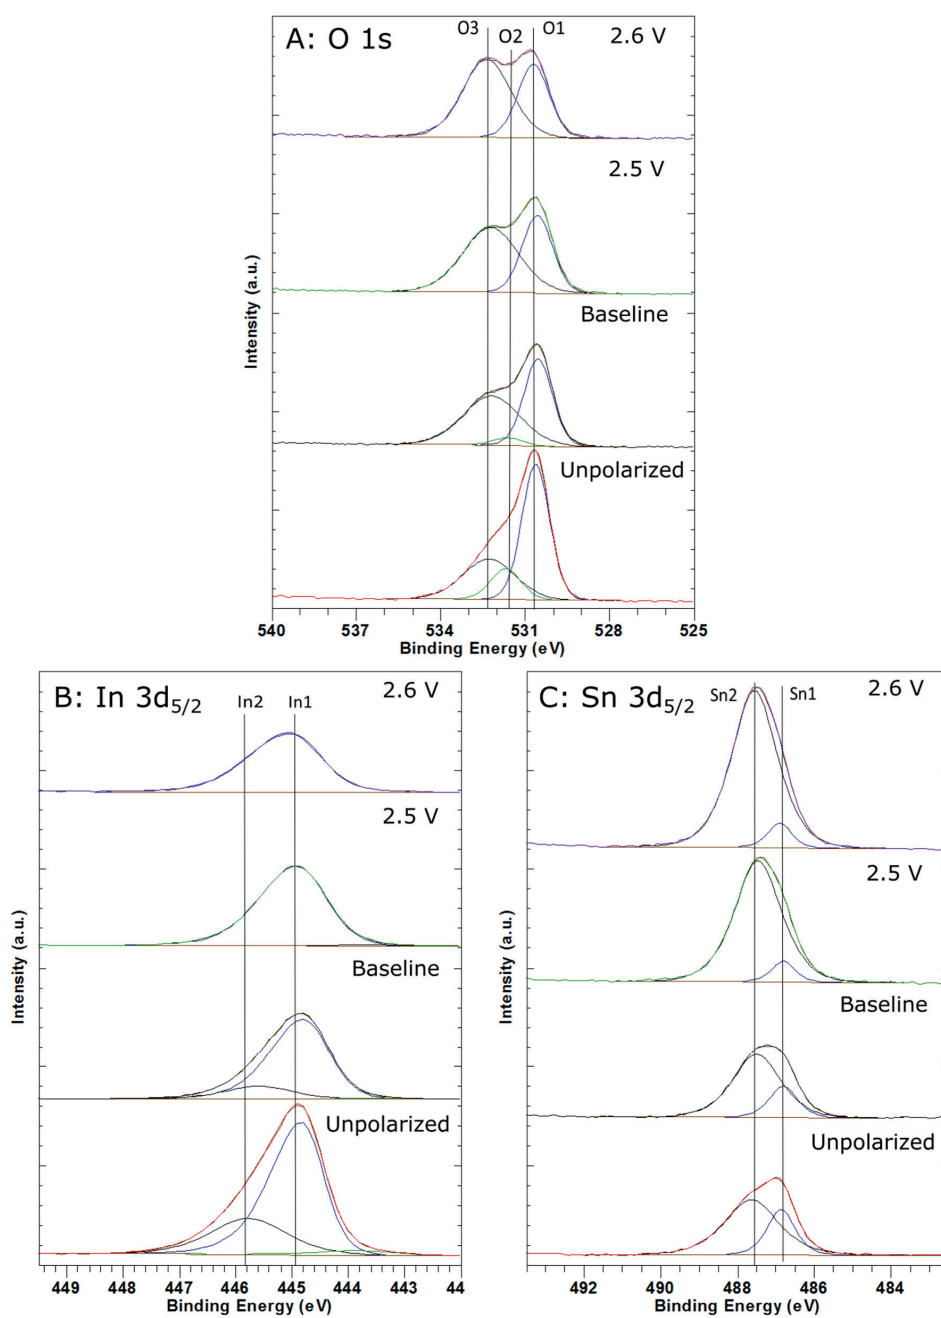 A: O 1s
O3 O2 O1
2.6 V
2.5 V
Baseline
Unpolarized
Intensity (a.u.)
540 537 534 531 528 525
Binding Energy (eV)
B: In 3d5/2
In2 In1
2.6 V
2.5 V
Baseline
Unpolarized
Intensity (a.u.)
449 447 446 445 443 44
Binding Energy (eV)
C: Sn 3d5/2
Sn2 Sn1
2.6 V
2.5 V
Baseline
Unpolarized
Intensity (a.u.)
492 490 488 486 484
Binding Energy (eV)